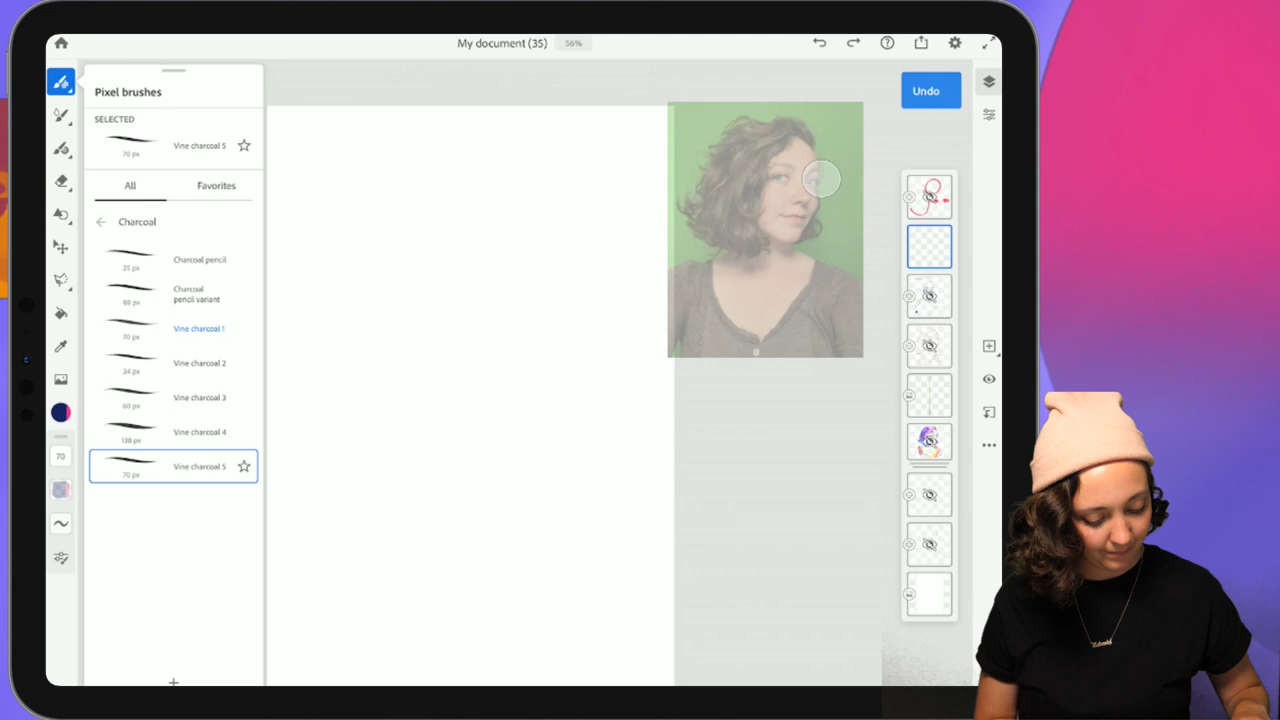 My document (35)
56%
Undo
Pixel brushes
SELECTED
Vine charcoal 5
70 px
All
Favorites
Charcoal
Charcoal pencil
25 px
Charcoal
pencil variant
88 px
Vine charcoal 1
70 px
Vine charcoal 2
34 px
Vine charcoal 3
60 px
Vine charcoal 4
138 px
Vine charcoal 5
70 px
70